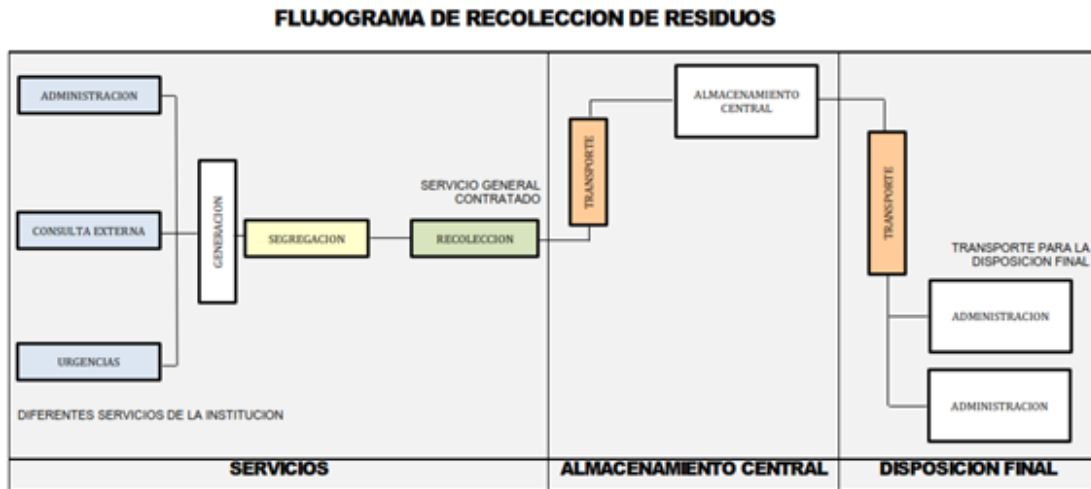 FLUJOGRAMA DE RECOLECCION DE RESIDUOS
ADMINISTRACION
CONSULTA EXTERNA
URGENCIAS
DIFERENTES SERVICIOS DE LA INSTITUCION
GENERACION
SEGREGACION
SERVICIO GENERAL
CONTRATADO
RECOLECCION
TRANSPORTE
ALMACENAMIENTO
CENTRAL
TRANSPORTE
TRANSPORTE PARA LA
DISPOSICION FINAL
ADMINISTRACION
ADMINISTRACION
SERVICIOS
ALMACENAMIENTO CENTRAL
DISPOSICION FINAL